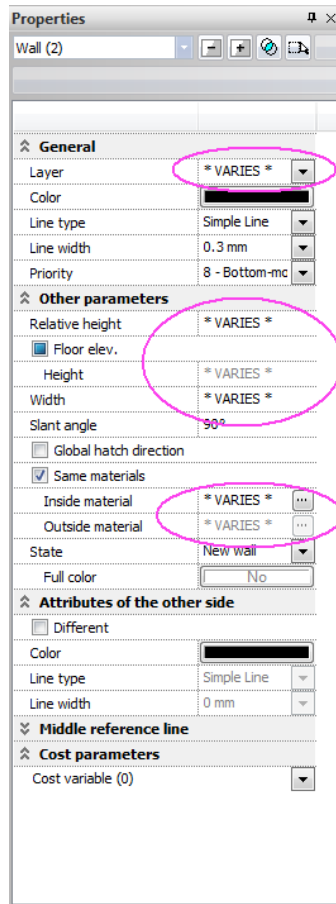 Properties
Wall (2)
General
Layer * VARIES *
Color
Line type Simple Line
Line width 0.3 mm
Priority 8 - Bottom-mo
Other parameters
Relative height * VARIES *
Floor elev.
Height * VARIES *
Width * VARIES *
Slant angle 90°
Global hatch direction
Same materials
Inside material * VARIES * ...
Outside material * VARIES * ...
State New wall
Full color No
Attributes of the other side
Different
Color
Line type Simple Line
Line width 0 mm
Middle reference line
Cost parameters
Cost variable (0)